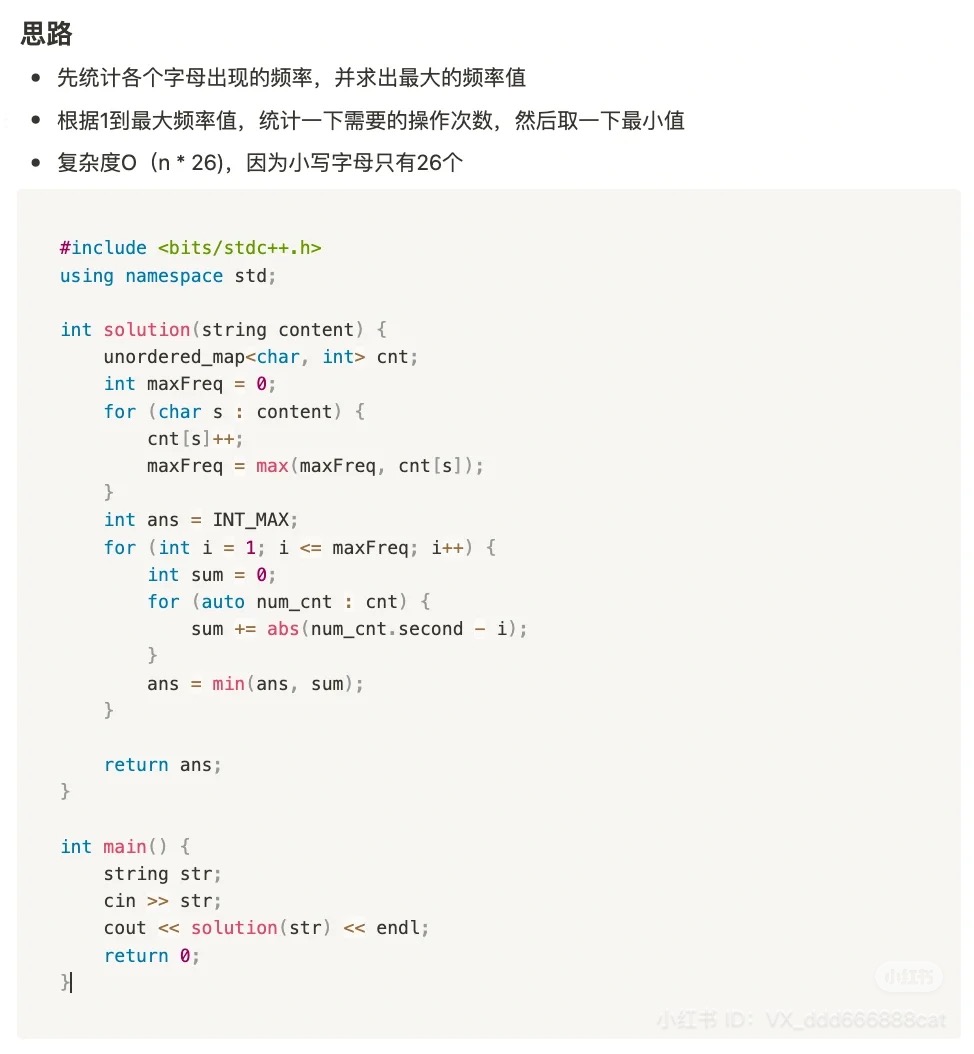 思路
• 先统计各个字母出现的频率，并求出最大的频率值
• 根据1到最大频率值，统计一下需要的操作次数，然后取一下最小值
• 复杂度O（n * 26)，因为小写字母只有26个
#include <bits/stdc++.h>
using namespace std;

int solution(string content) {
    unordered_map<char, int> cnt;
    int maxFreq = 0;
    for (char s : content) {
        cnt[s]++;
        maxFreq = max(maxFreq, cnt[s]);
    }
    int ans = INT_MAX;
    for (int i = 1; i <= maxFreq; i++) {
        int sum = 0;
        for (auto num_cnt : cnt) {
            sum += abs(num_cnt.second - i);
        }
        ans = min(ans, sum);
    }

    return ans;
}

int main() {
    string str;
    cin >> str;
    cout << solution(str) << endl;
    return 0;
}
小红书
小红书 ID：VX_ddd666888cat